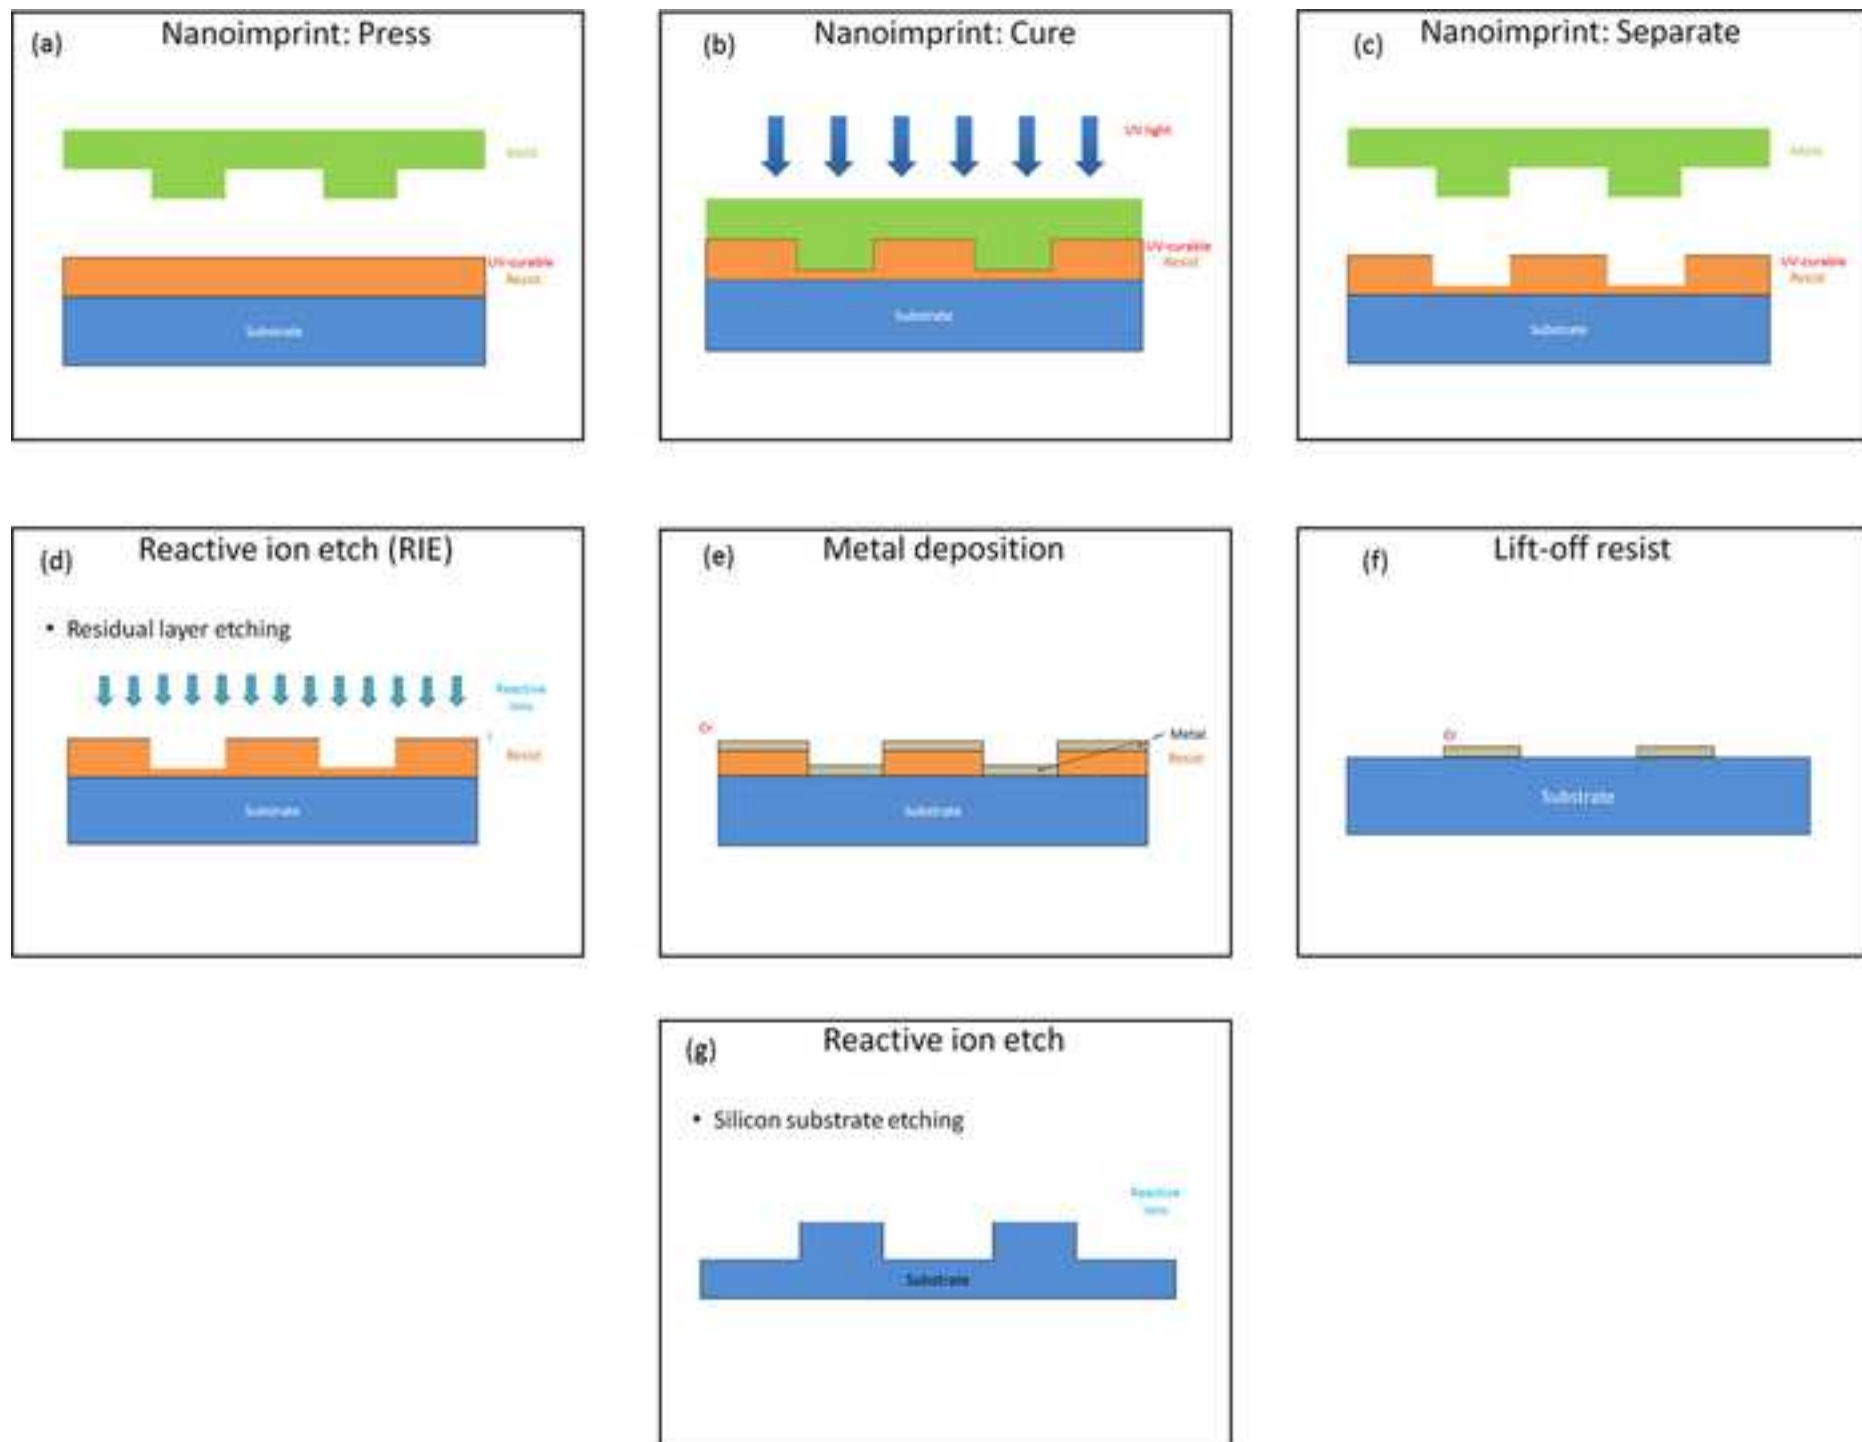 (a)
Nanoimprint: Press
Mold
UV-curable
Resist
Substrate
(b)
Nanoimprint: Cure
UV light
UV-curable
Resist
Substrate
(c)
Nanoimprint: Separate
Mold
UV-curable
Resist
Substrate
(d)
Reactive ion etch (RIE)
• Residual layer etching
Reactive
Ions
Resist
Substrate
(e)
Metal deposition
Cr
Metal
Resist
Substrate
(f)
Lift-off resist
Cr
Substrate
(g)
Reactive ion etch
• Silicon substrate etching
Reactive
Ions
Substrate